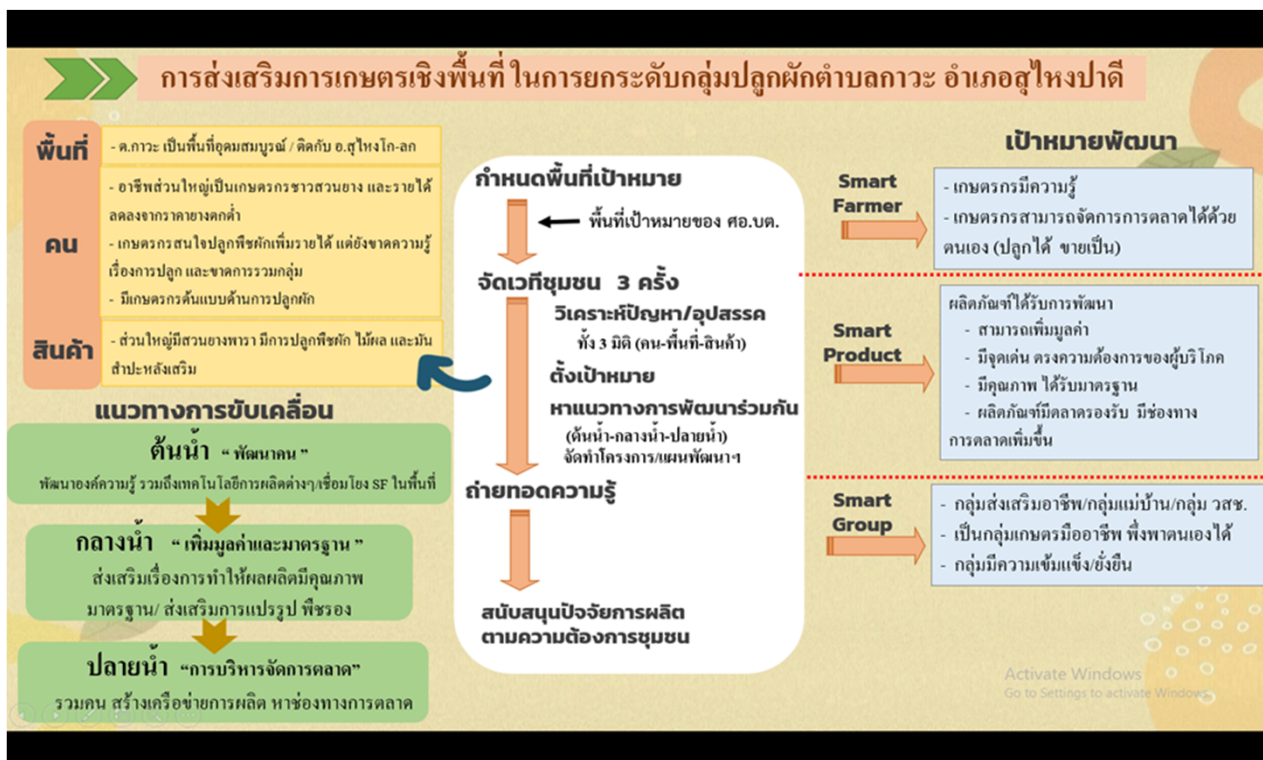 การส่งเสริมการเกษตรเชิงพื้นที่ ในการยกระดับกลุ่มปลูกผักตำบลกาวะ อำเภอสุไหงปาดี
พื้นที่
- ต.กาวะ เป็นพื้นที่อุดมสมบูรณ์ / ติดกับ อ.สุไหงโก-ลก
คน
- อาชีพส่วนใหญ่เป็นเกษตรกรชาวสวนยาง และรายได้
ลดลงจากราคายางตกต่ำ
- เกษตรกรสนใจปลูกพืชผักเพิ่มรายได้ แต่ยังขาดความรู้
เรื่องการปลูก และขาดการรวมกลุ่ม
- มีเกษตรกรต้นแบบด้านการปลูกผัก
สินค้า
- ส่วนใหญ่มีสวนยางพารา มีการปลูกพืชผัก ไม้ผล และมัน
สำปะหลังเสริม
แนวทางการขับเคลื่อน
ต้นน้ำ “ พัฒนาคน ”
พัฒนาองค์ความรู้ รวมถึงเทคโนโลยีการผลิตต่างๆ/เชื่อมโยง SF ในพื้นที่
กลางน้ำ “ เพิ่มมูลค่าและมาตรฐาน ”
ส่งเสริมเรื่องการทำให้ผลผลิตมีคุณภาพ
มาตรฐาน/ ส่งเสริมการแปรรูป พืชรอง
ปลายน้ำ “การบริหารจัดการตลาด”
รวมคน สร้างเครือข่ายการผลิต หาช่องทางการตลาด
กำหนดพื้นที่เป้าหมาย
พื้นที่เป้าหมายของ ศอ.บต.
จัดเวทีชุมชน 3 ครั้ง
วิเคราะห์ปัญหา/อุปสรรค
ทั้ง 3 มิติ (คน-พื้นที่-สินค้า)
ตั้งเป้าหมาย
หาแนวทางการพัฒนาร่วมกัน
(ต้นน้ำ-กลางน้ำ-ปลายน้ำ)
จัดทำโครงการ/แผนพัฒนาฯ
ถ่ายทอดความรู้
สนับสนุนปัจจัยการผลิต
ตามความต้องการชุมชน
เป้าหมายพัฒนา
Smart
Farmer
- เกษตรกรมีความรู้
- เกษตรกรสามารถจัดการการตลาดได้ด้วย
ตนเอง (ปลูกได้ ขายเป็น)
Smart
Product
ผลิตภัณฑ์ได้รับการพัฒนา
- สามารถเพิ่มมูลค่า
- มีจุดเด่น ตรงความต้องการของผู้บริโภค
- มีคุณภาพ ได้รับมาตรฐาน
- ผลิตภัณฑ์มีตลาดรองรับ มีช่องทาง
การตลาดเพิ่มขึ้น
Smart
Group
- กลุ่มส่งเสริมอาชีพ/กลุ่มแม่บ้าน/กลุ่ม วสช.
- เป็นกลุ่มเกษตรมืออาชีพ พึ่งพาตนเองได้
- กลุ่มมีความเข้มแข็ง/ยั่งยืน
Activate Windows
Go to Settings to activate Windows.